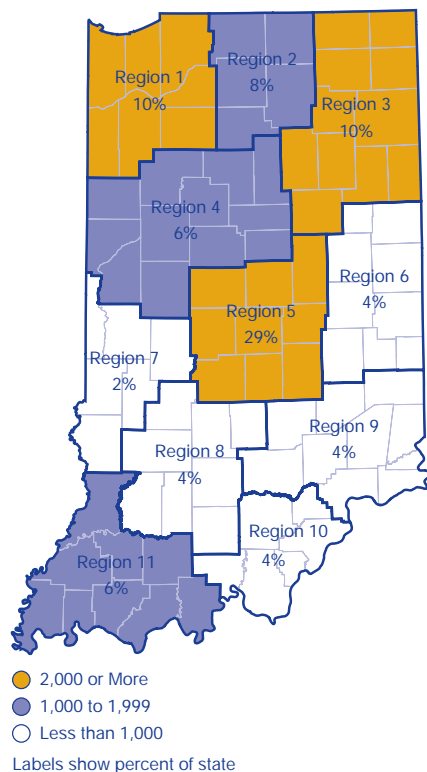 Region 1
10%
Region 2
8%
Region 3
10%
Region 4
6%
Region 5
29%
Region 6
4%
Region 7
2%
Region 8
4%
Region 9
4%
Region 10
4%
Region 11
6%
2,000 or More
1,000 to 1,999
Less than 1,000
Labels show percent of state